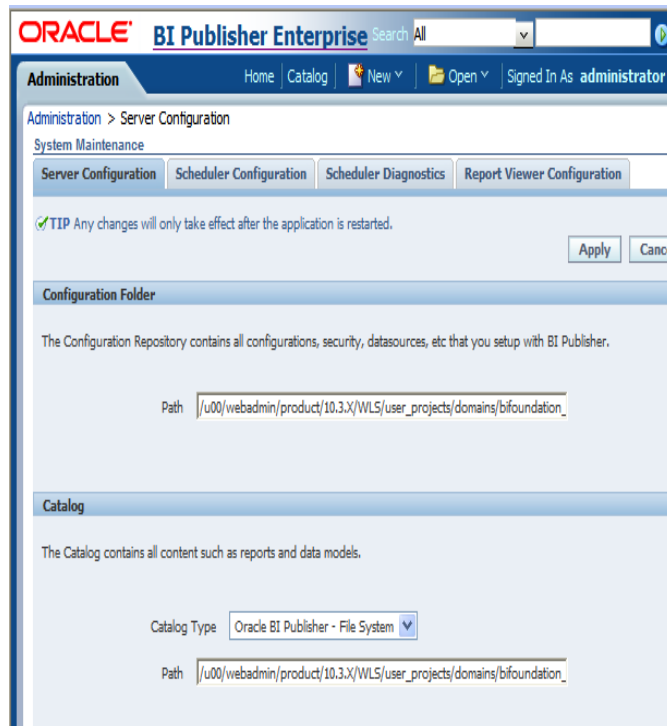 ORACLE BI Publisher Enterprise Search All
Administration Home Catalog New Open Signed In As administrator
Administration > Server Configuration
System Maintenance
Server Configuration Scheduler Configuration Scheduler Diagnostics Report Viewer Configuration
TIP Any changes will only take effect after the application is restarted.
Apply Canc
Configuration Folder
The Configuration Repository contains all configurations, security, datasources, etc that you setup with BI Publisher.
Path /u00/webadmin/product/10.3.X/WLS/user_projects/domains/bifoundation_
Catalog
The Catalog contains all content such as reports and data models.
Catalog Type Oracle BI Publisher - File System
Path /u00/webadmin/product/10.3.X/WLS/user_projects/domains/bifoundation_